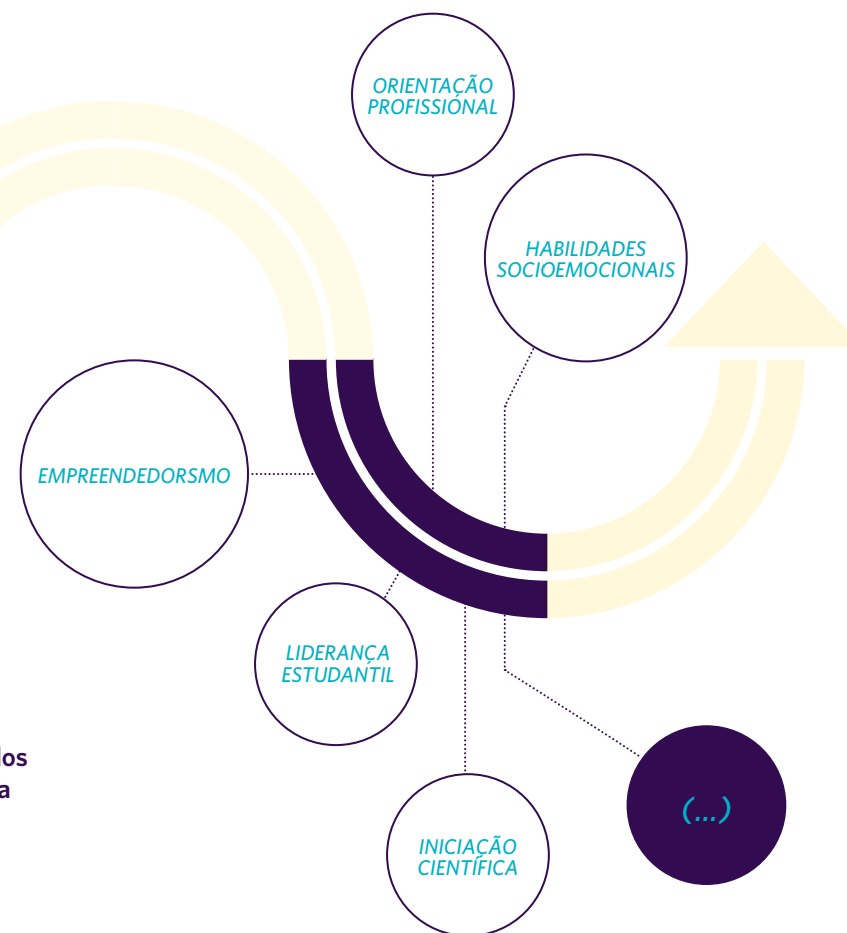 ORIENTAÇÃO
PROFISSIONAL
HABILIDADES
SOCIOEMOCIONAIS
EMPREENDEDORSMO
LIDERANÇA
ESTUDANTIL
a
(...)
INICIAÇÃO
CIENTÍFICA